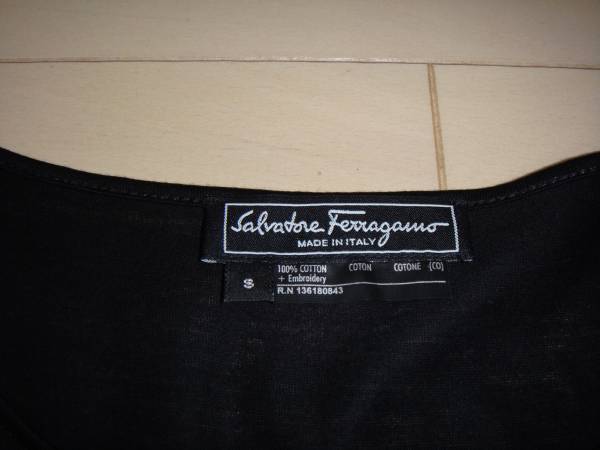 Salvatore Ferragamo
MADE IN ITALY
S
100% COTTON COTON COTONE (CO)
+ Embroidery
R.N 136180843